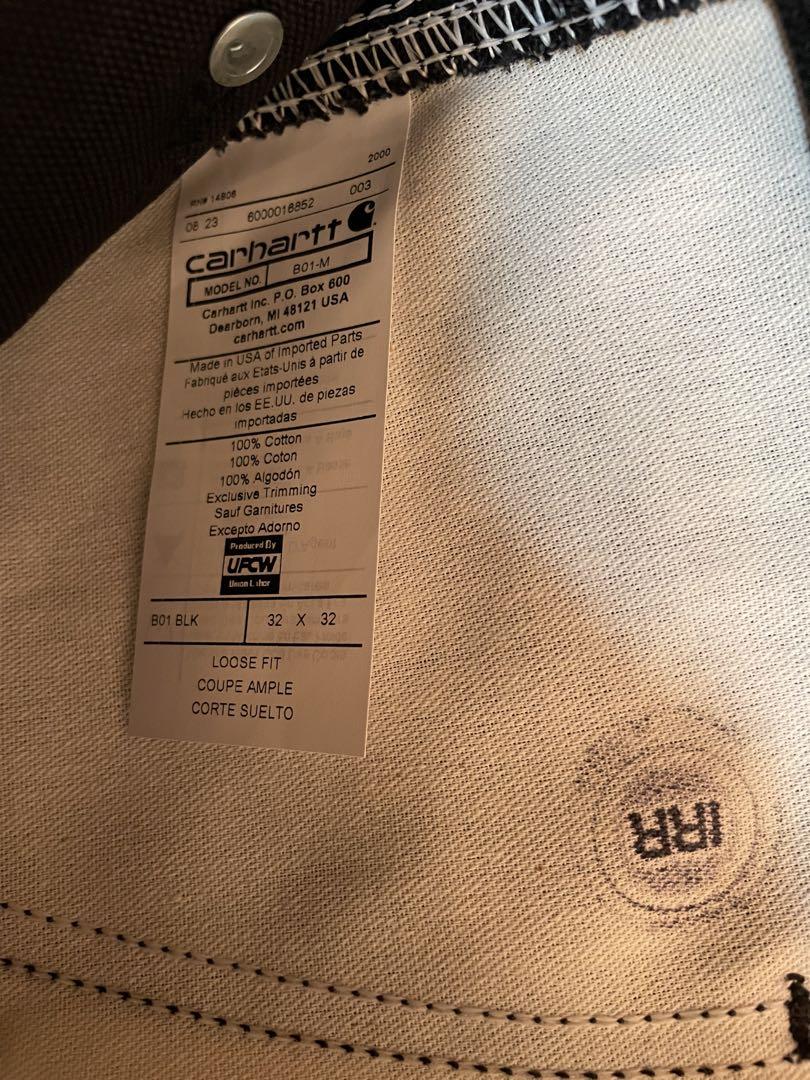 2000
RN# 14806
08 23 6000016852 003
carhartt
MODEL NO. B01-M
Carhartt Inc. P.O. Box 600
Dearborn, MI 48121 USA
carhartt.com
Made in USA of Imported Parts
Fabriqué aux Etats-Unis à partir de
pièces importées
Hecho en los EE.UU. de piezas
importadas
100% Cotton
100% Coton
100% Algodón
Exclusive Trimming
Sauf Garnitures
Excepto Adorno
Produced By
UFCW
Union Labor
B01 BLK 32 X 32
LOOSE FIT
COUPE AMPLE
CORTE SUELTO
IRR